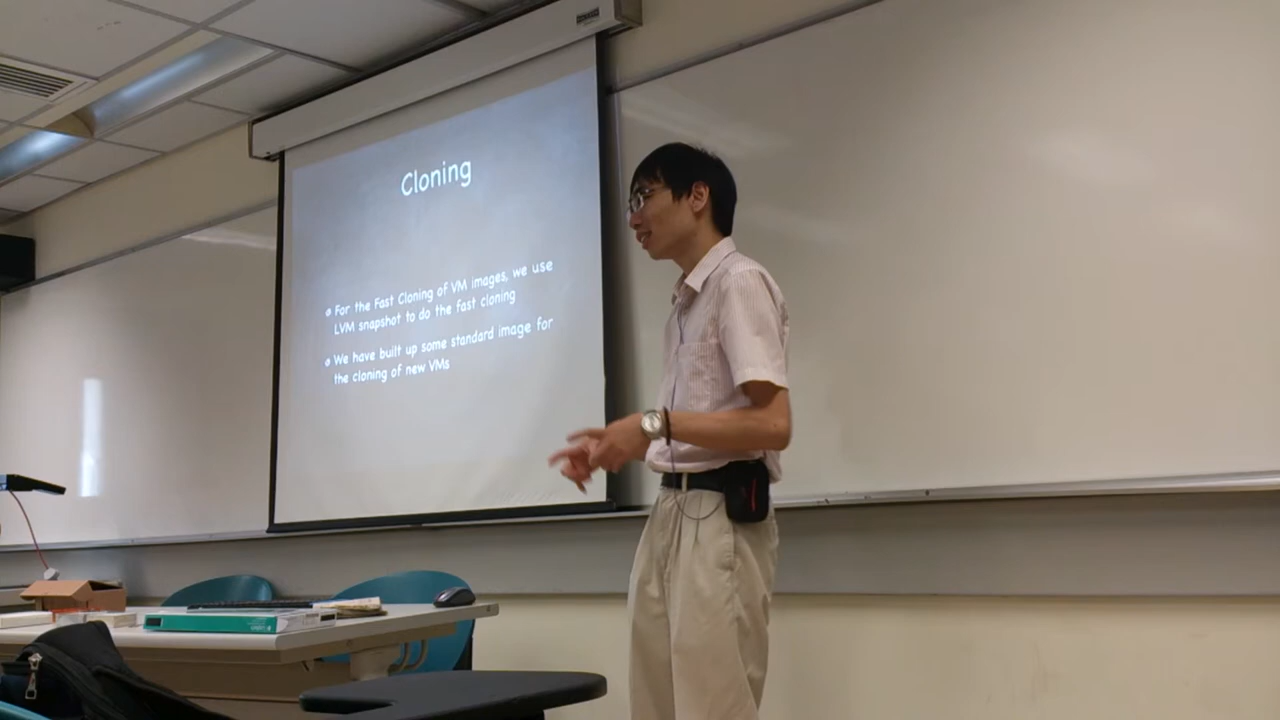 Cloning
For the Fast Cloning of VM images, we use
LVM snapshot to do the fast cloning
We have built up some standard image for
the cloning of new VMs